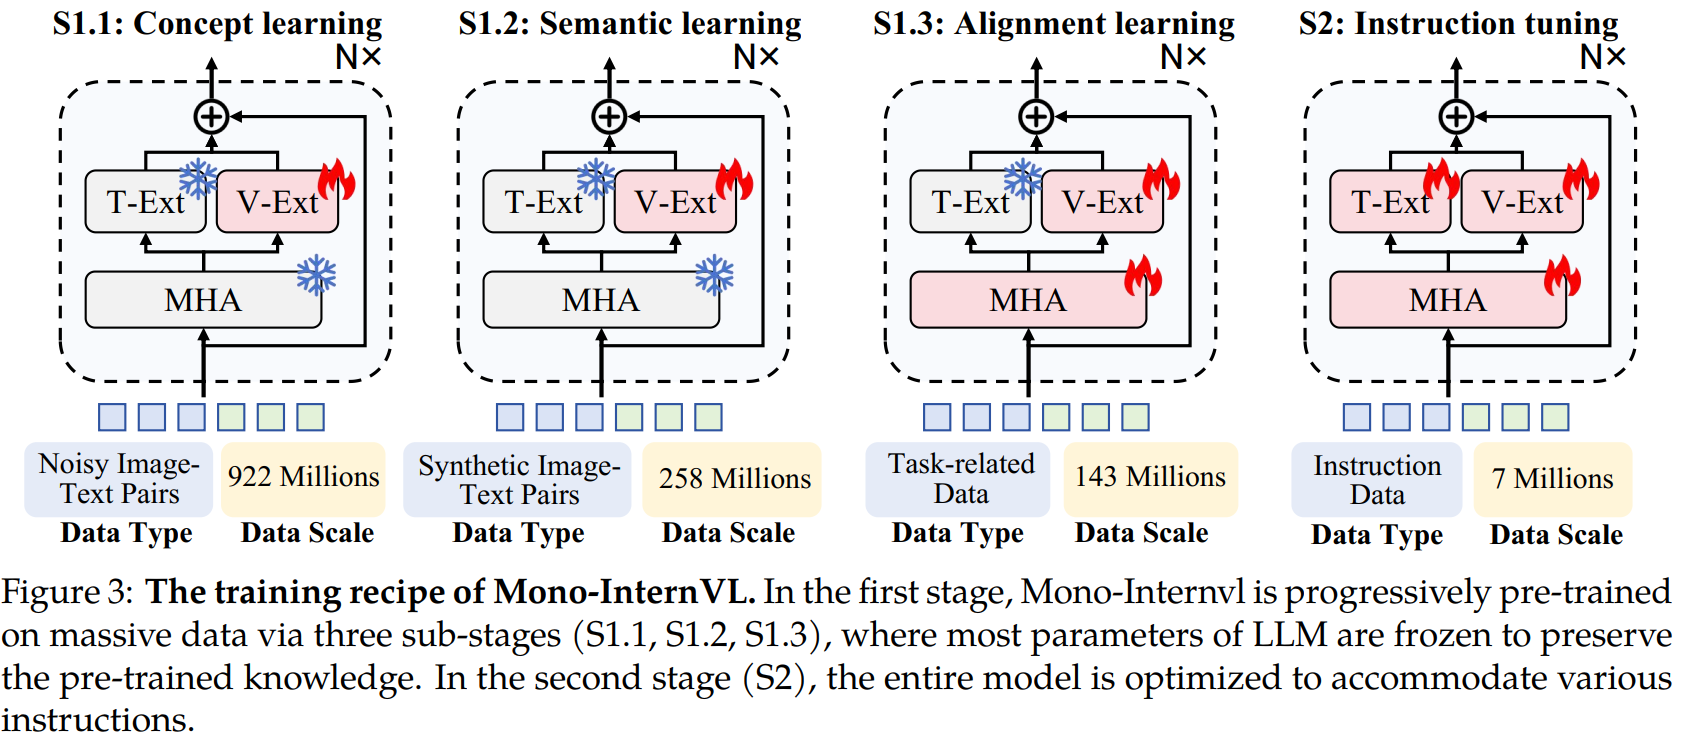 S1.1: Concept learning
N×
T-Ext
V-Ext
MHA
Noisy Image-
Text Pairs
922 Millions
Data Type
Data Scale
S1.2: Semantic learning
N×
T-Ext
V-Ext
MHA
Synthetic Image-
Text Pairs
258 Millions
Data Type
Data Scale
S1.3: Alignment learning
N×
T-Ext
V-Ext
MHA
Task-related
Data
143 Millions
Data Type
Data Scale
S2: Instruction tuning
N×
T-Ext
V-Ext
MHA
Instruction
Data
7 Millions
Data Type
Data Scale
Figure 3: The training recipe of Mono-InternVL. In the first stage, Mono-Internvl is progressively pre-trained
on massive data via three sub-stages (S1.1, S1.2, S1.3), where most parameters of LLM are frozen to preserve
the pre-trained knowledge. In the second stage (S2), the entire model is optimized to accommodate various
instructions.